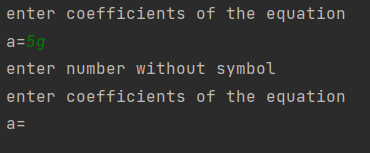 enter coefficients of the equation
a=5g
enter number without symbol
enter coefficients of the equation
a=